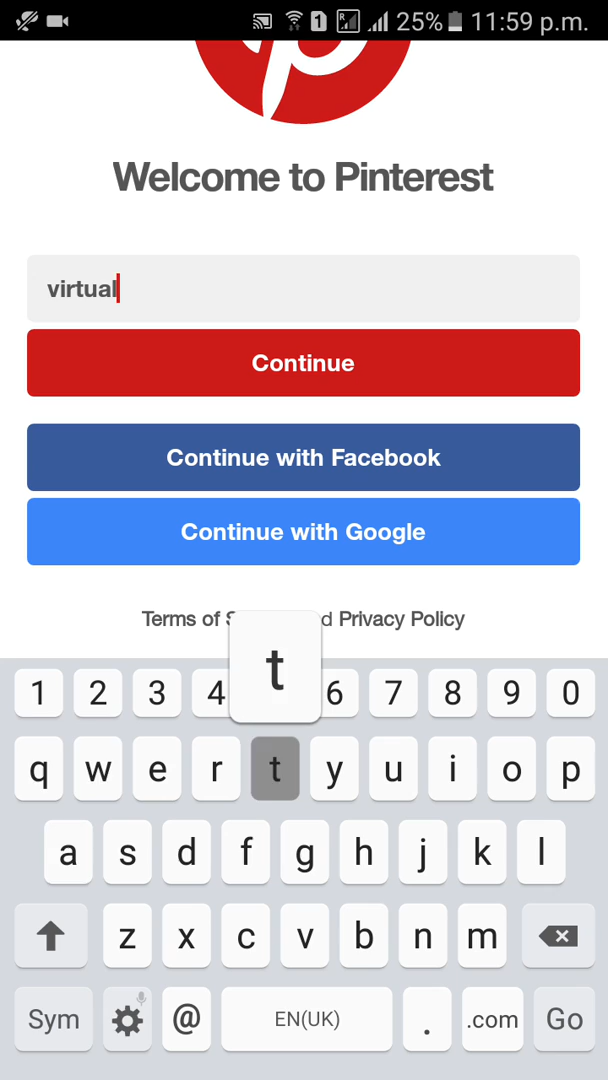 1 R 25% 11:59 p.m.
Welcome to Pinterest
virtual
Continue
Continue with Facebook
Continue with Google
Terms of Privacy Policy
t
1 2 3 4 6 7 8 9 0
q w e r t y u i o p
a s d f g h j k l
z x c v b n m
Sym @ EN(UK) . .com Go